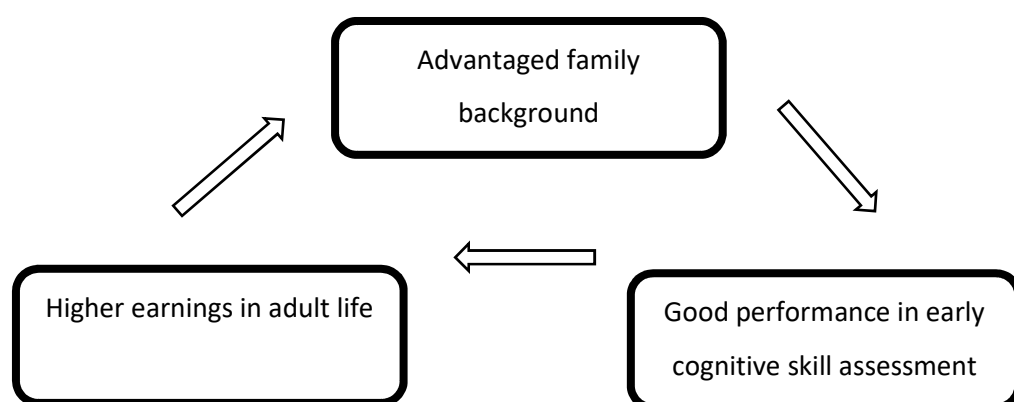 Advantaged family
background
Higher earnings in adult life
Good performance in early
cognitive skill assessment